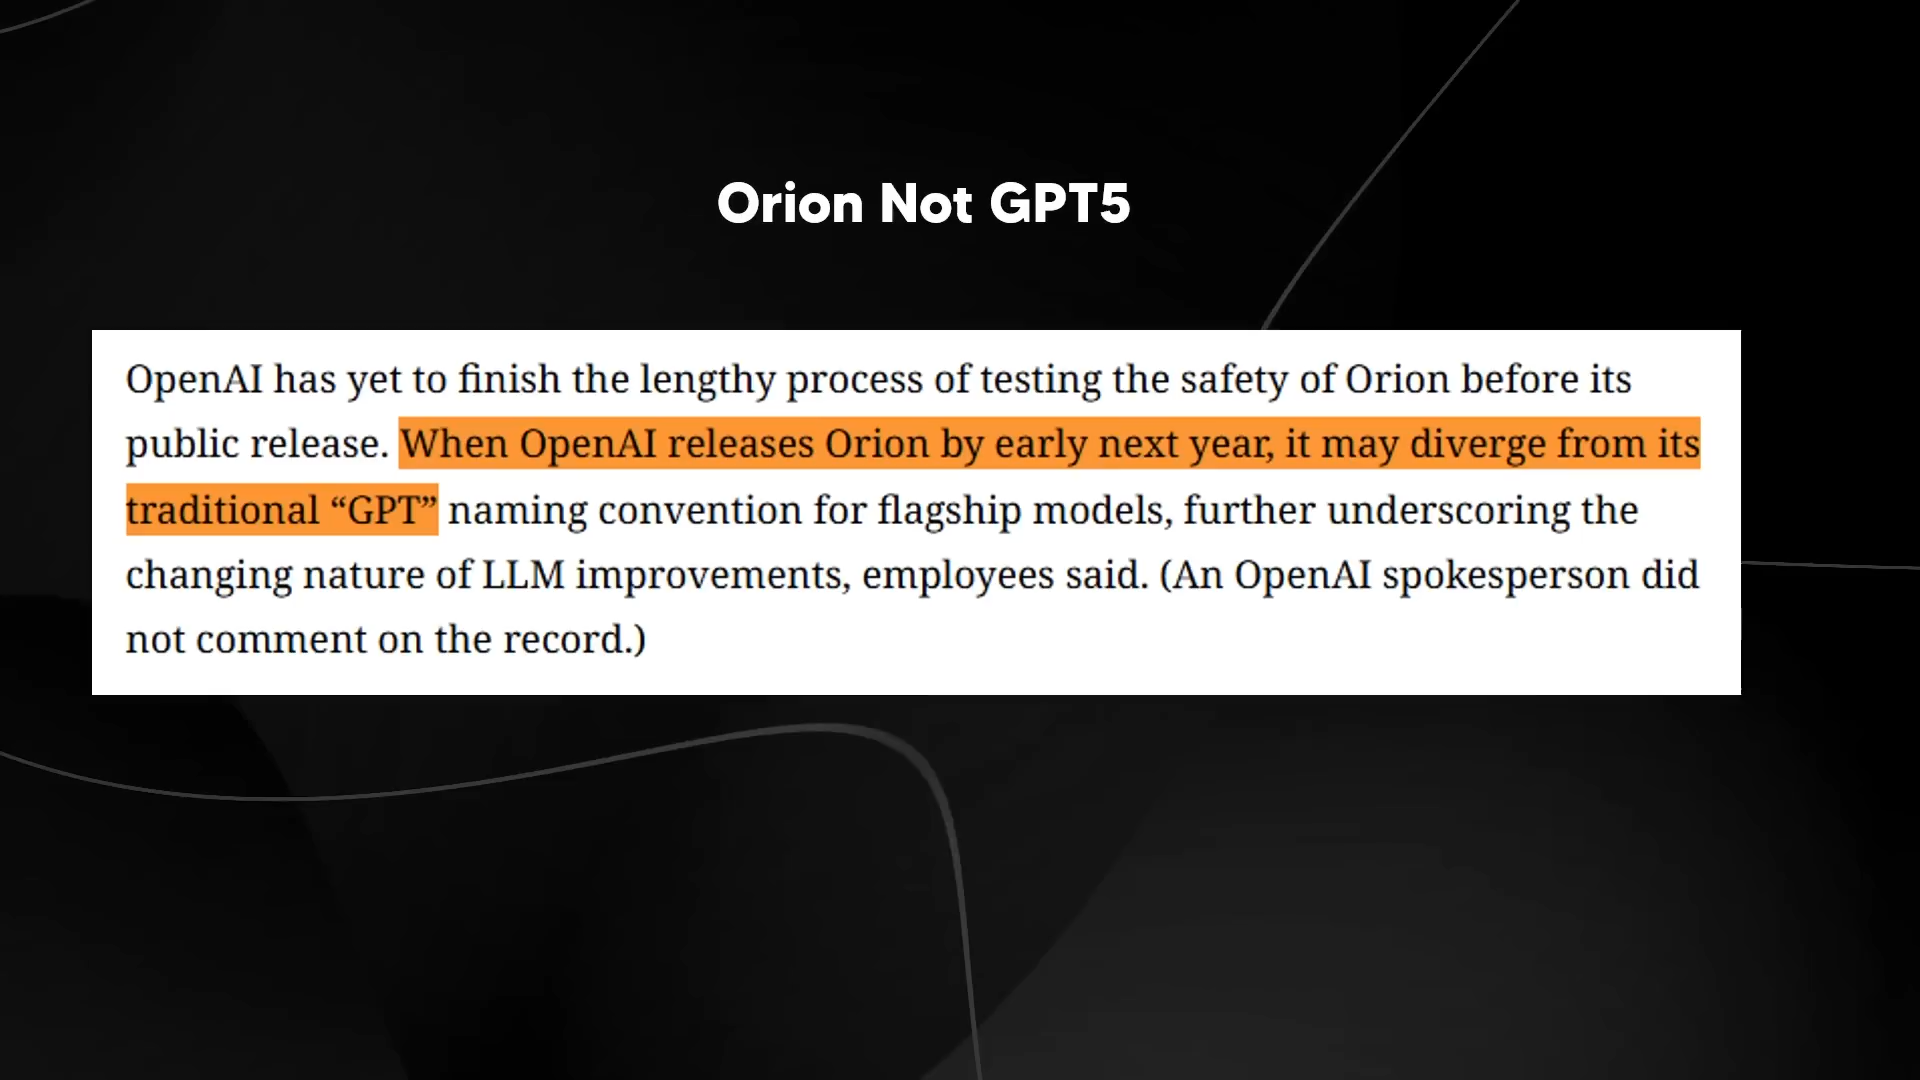 Orion Not GPT5
OpenAI has yet to finish the lengthy process of testing the safety of Orion before its
public release. When OpenAI releases Orion by early next year, it may diverge from its
traditional “GPT” naming convention for flagship models, further underscoring the
changing nature of LLM improvements, employees said. (An OpenAI spokesperson did
not comment on the record.)